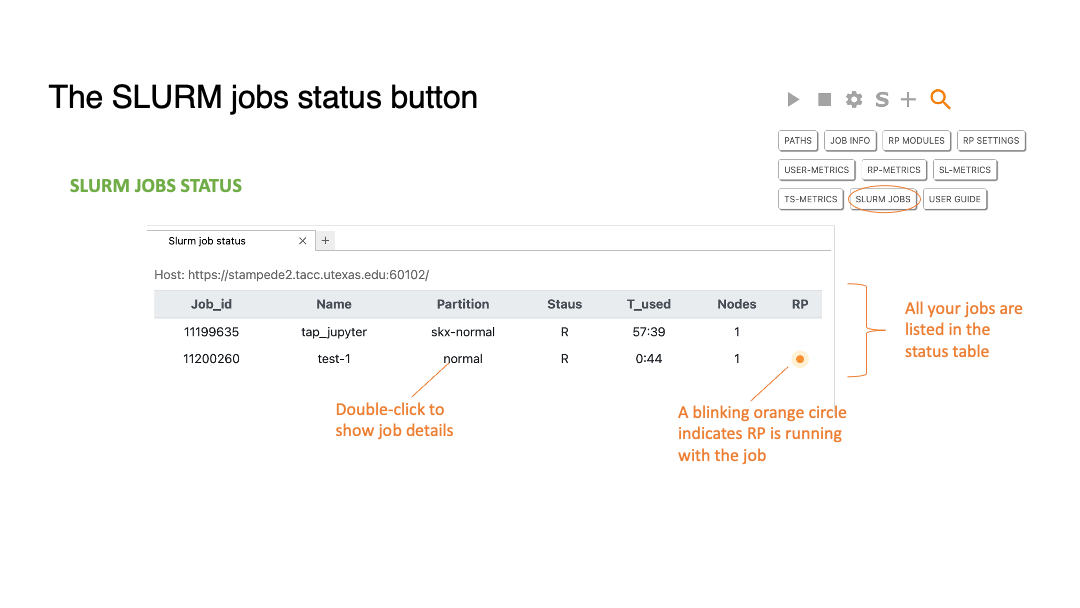 The SLURM jobs status button
S
PATHS JOB INFO RP MODULES RP SETTINGS
USER-METRICS RP-METRICS SL-METRICS
TS-METRICS SLURM JOBS USER GUIDE
SLURM JOBS STATUS
Slurm job status
Host: https://stampede2.tacc.utexas.edu:60102/
Job_id Name Partition Staus T_used Nodes RP
11199635 tap_jupyter skx-normal R 57:39 1
11200260 test-1 normal R 0:44 1
All your jobs are
listed in the
status table
Double-click to
show job details
A blinking orange circle
indicates RP is running
with the job